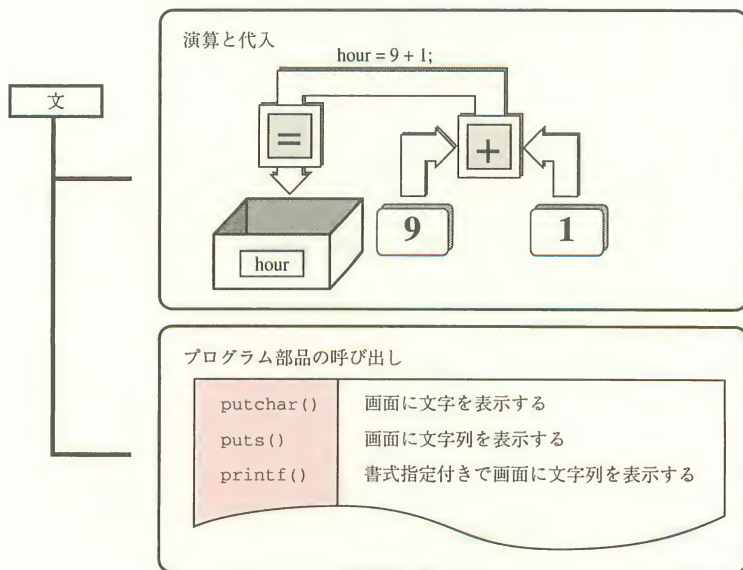 演算と代入
hour = 9 + 1;
文
=
+
9
1
hour
プログラム部品の呼び出し
putchar() 画面に文字を表示する
puts() 画面に文字列を表示する
printf() 書式指定付きで画面に文字列を表示する